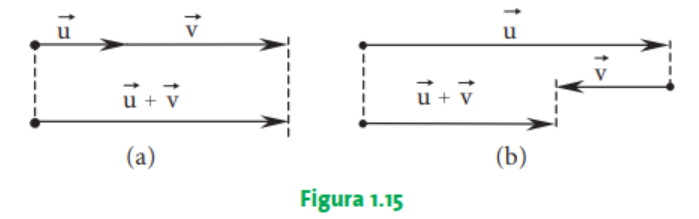 u⃗ v⃗ u⃗
v⃗
u⃗ + v⃗ u⃗ + v⃗
(a) (b)
Figura 1.15